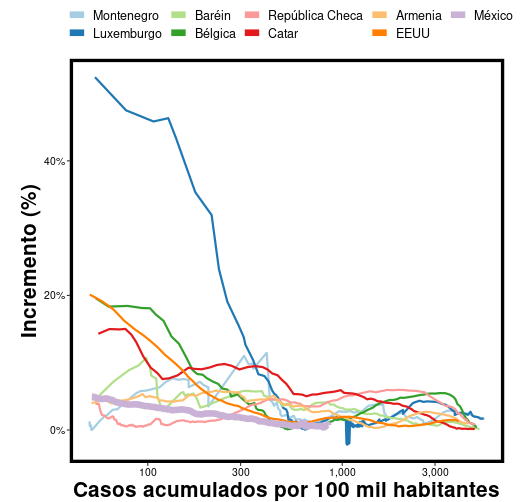 Montenegro Baréin República Checa Armenia México
Luxemburgo Bélgica Catar EEUU
Incremento (%)
40%
20%
0%
100 300 1,000 3,000
Casos acumulados por 100 mil habitantes